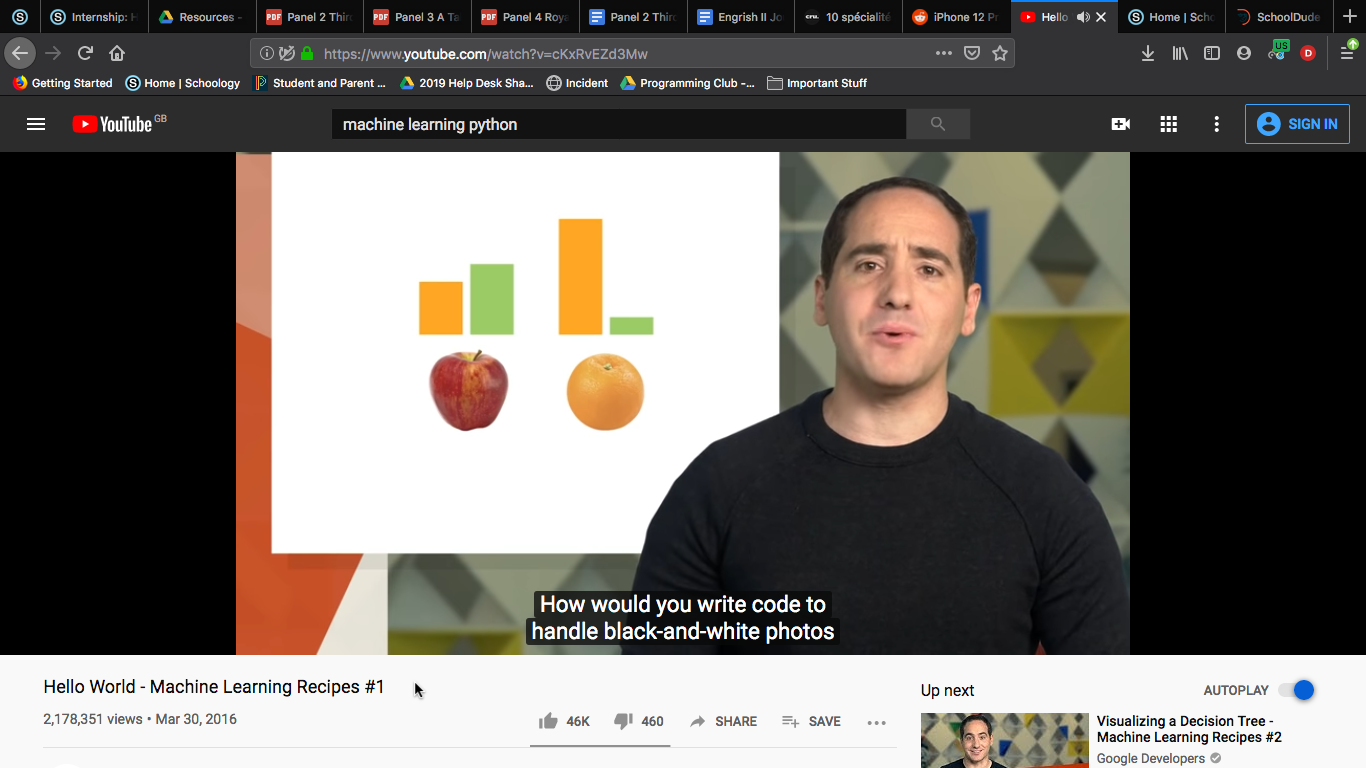 Internship: H
Resources -
PDF Panel 2 Thir
PDF Panel 3 A Ta
PDF Panel 4 Roya
Panel 2 Thir
Engrish II Jo
10 spécialité
iPhone 12 Pr
Hello
Home | Scho
SchoolDude
https://www.youtube.com/watch?v=cKxRvEZd3Mw
US
D
Getting Started
Home | Schoology
Student and Parent ...
2019 Help Desk Sha...
Incident
Programming Club -...
Important Stuff
YouTube GB
machine learning python
SIGN IN
How would you write code to
handle black-and-white photos
Hello World - Machine Learning Recipes #1
2,178,351 views • Mar 30, 2016
46K
460
SHARE
SAVE
Up next
AUTOPLAY
Visualizing a Decision Tree -
Machine Learning Recipes #2
Google Developers